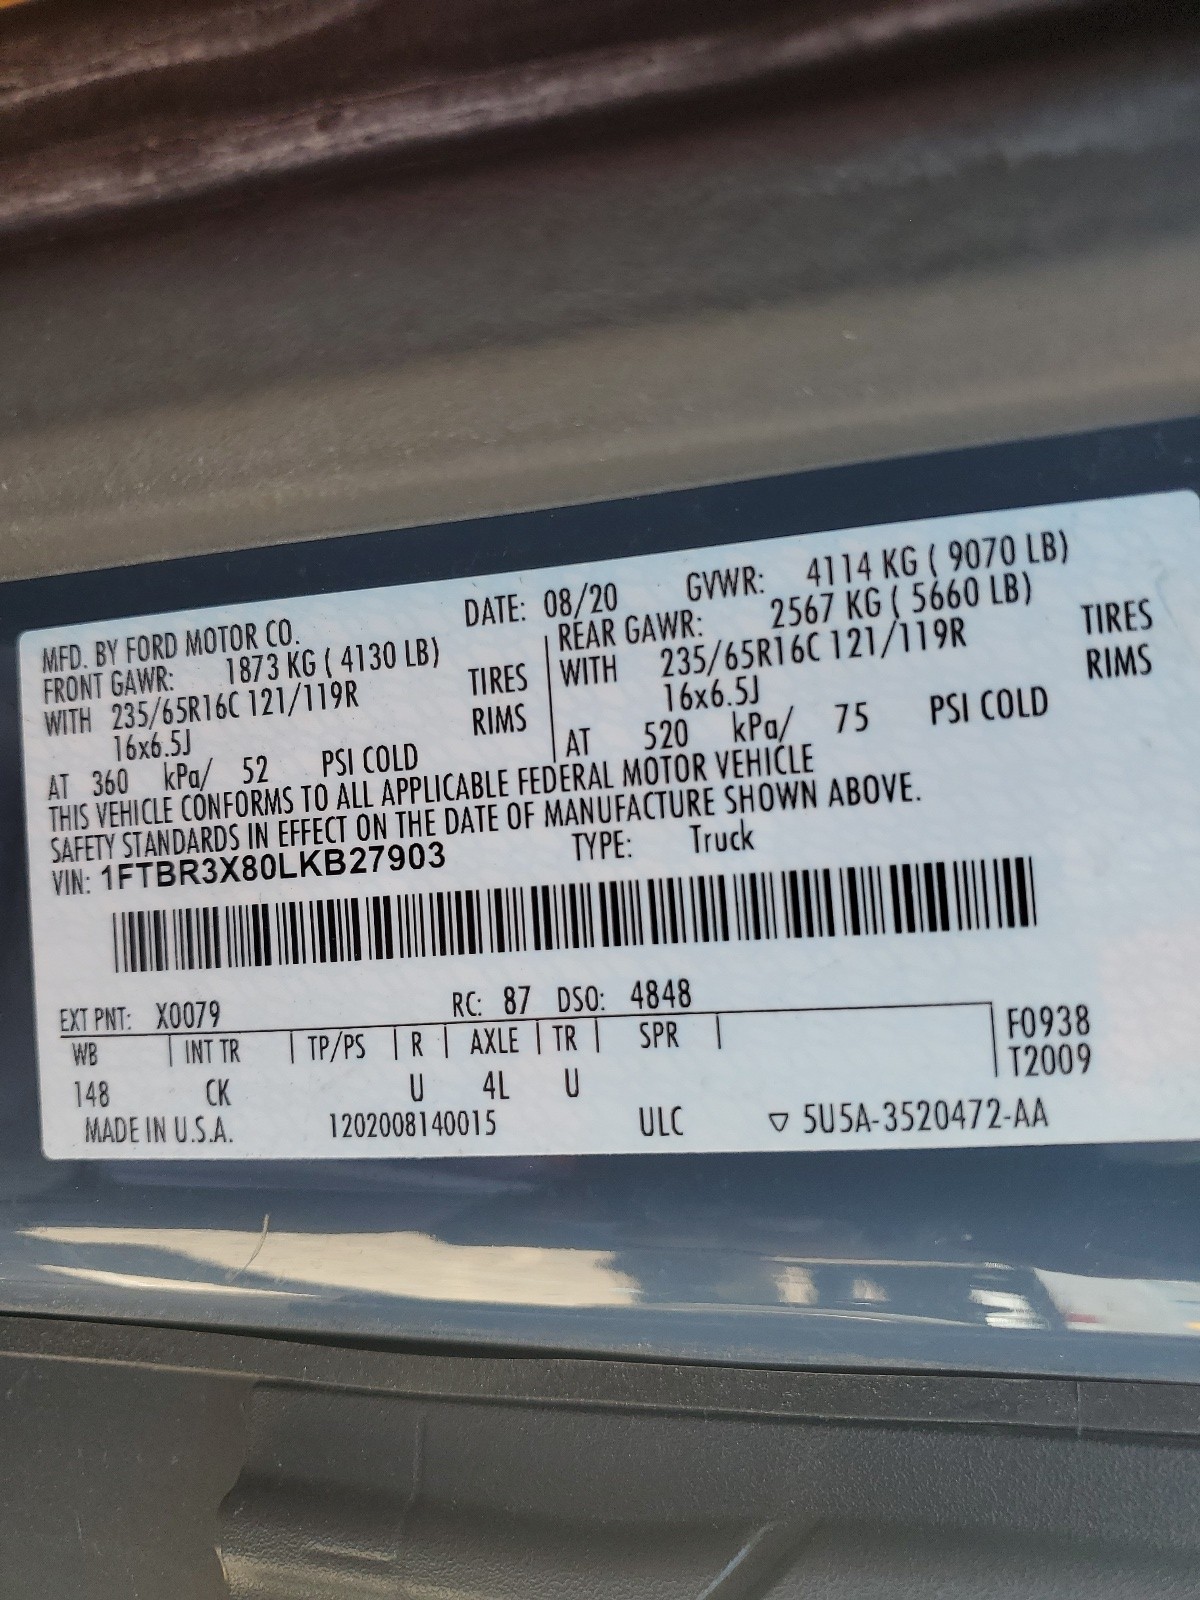 MFD. BY FORD MOTOR CO. DATE: 08/20 GVWR: 4114 KG ( 9070 LB)
FRONT GAWR: 1873 KG ( 4130 LB) REAR GAWR: 2567 KG ( 5660 LB)
WITH 235/65R16C 121/119R TIRES WITH 235/65R16C 121/119R TIRES
16x6.5J RIMS 16x6.5J RIMS
AT 360 kPa/ 52 PSI COLD AT 520 kPa/ 75 PSI COLD
THIS VEHICLE CONFORMS TO ALL APPLICABLE FEDERAL MOTOR VEHICLE
SAFETY STANDARDS IN EFFECT ON THE DATE OF MANUFACTURE SHOWN ABOVE.
VIN: 1FTBR3X80LKB27903 TYPE: Truck
EXT PNT: X0079 RC: 87 DSO: 4848
WB INT TR TP/PS R AXLE TR SPR F0938
148 CK U 4L U T2009
MADE IN U.S.A. 1202008140015 ULC ▽ 5U5A-3520472-AA